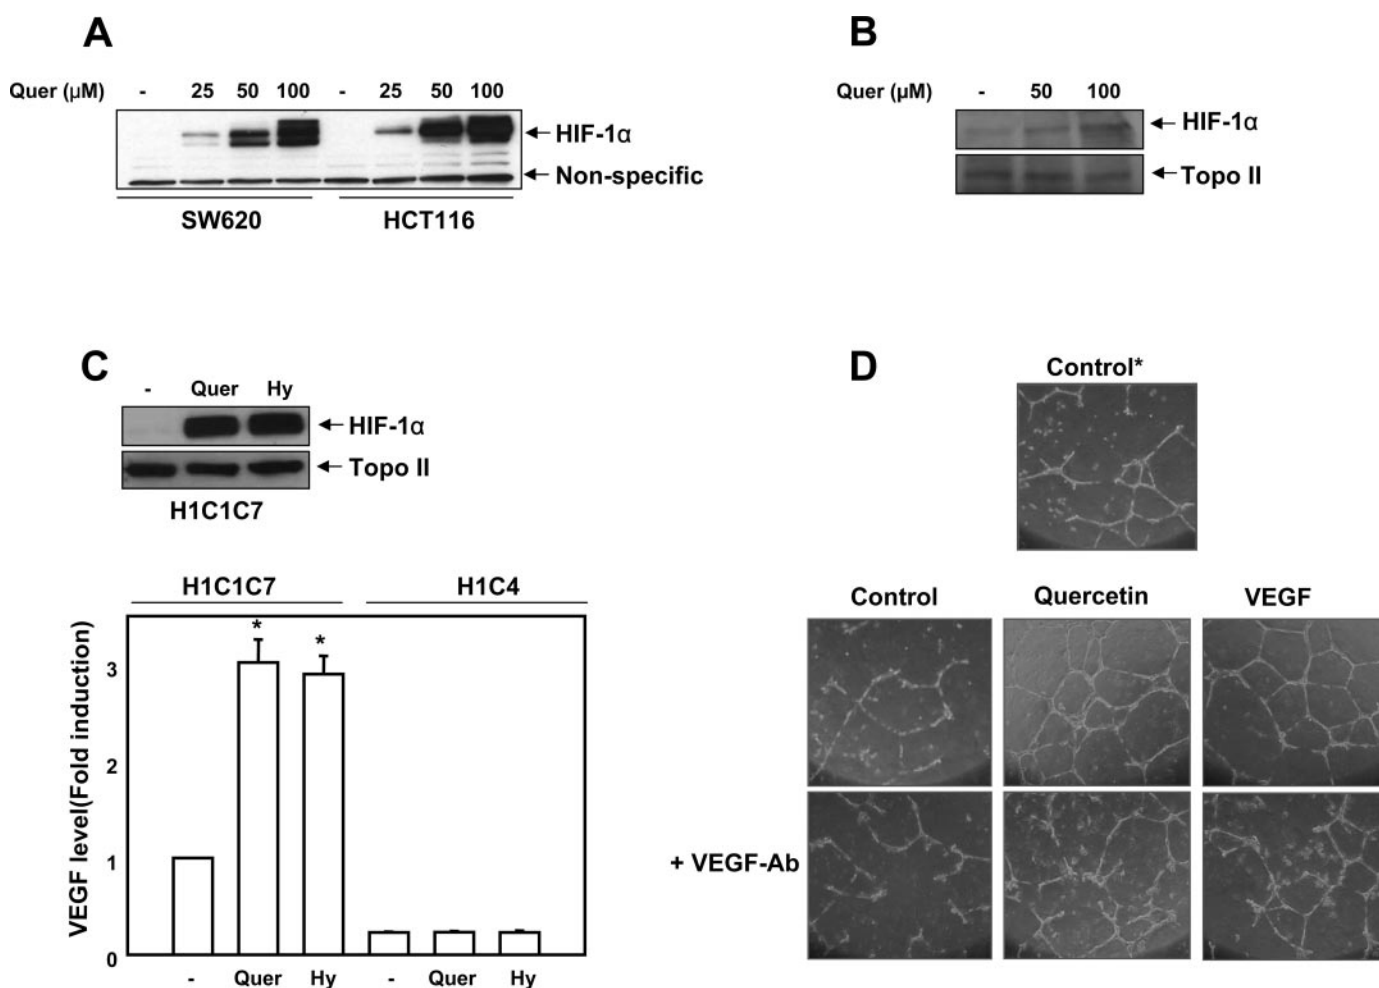 A
Quer (μM) - 25 50 100 - 25 50 100
HIF-1α
Non-specific
SW620 HCT116
B
Quer (μM) - 50 100
HIF-1α
Topo II
C
- Quer Hy
HIF-1α
Topo II
H1C1C7
H1C1C7 H1C4
VEGF level(Fold induction)
3
2
1
0
* *
- Quer Hy - Quer Hy
D
Control*
Control Quercetin VEGF
+ VEGF-Ab